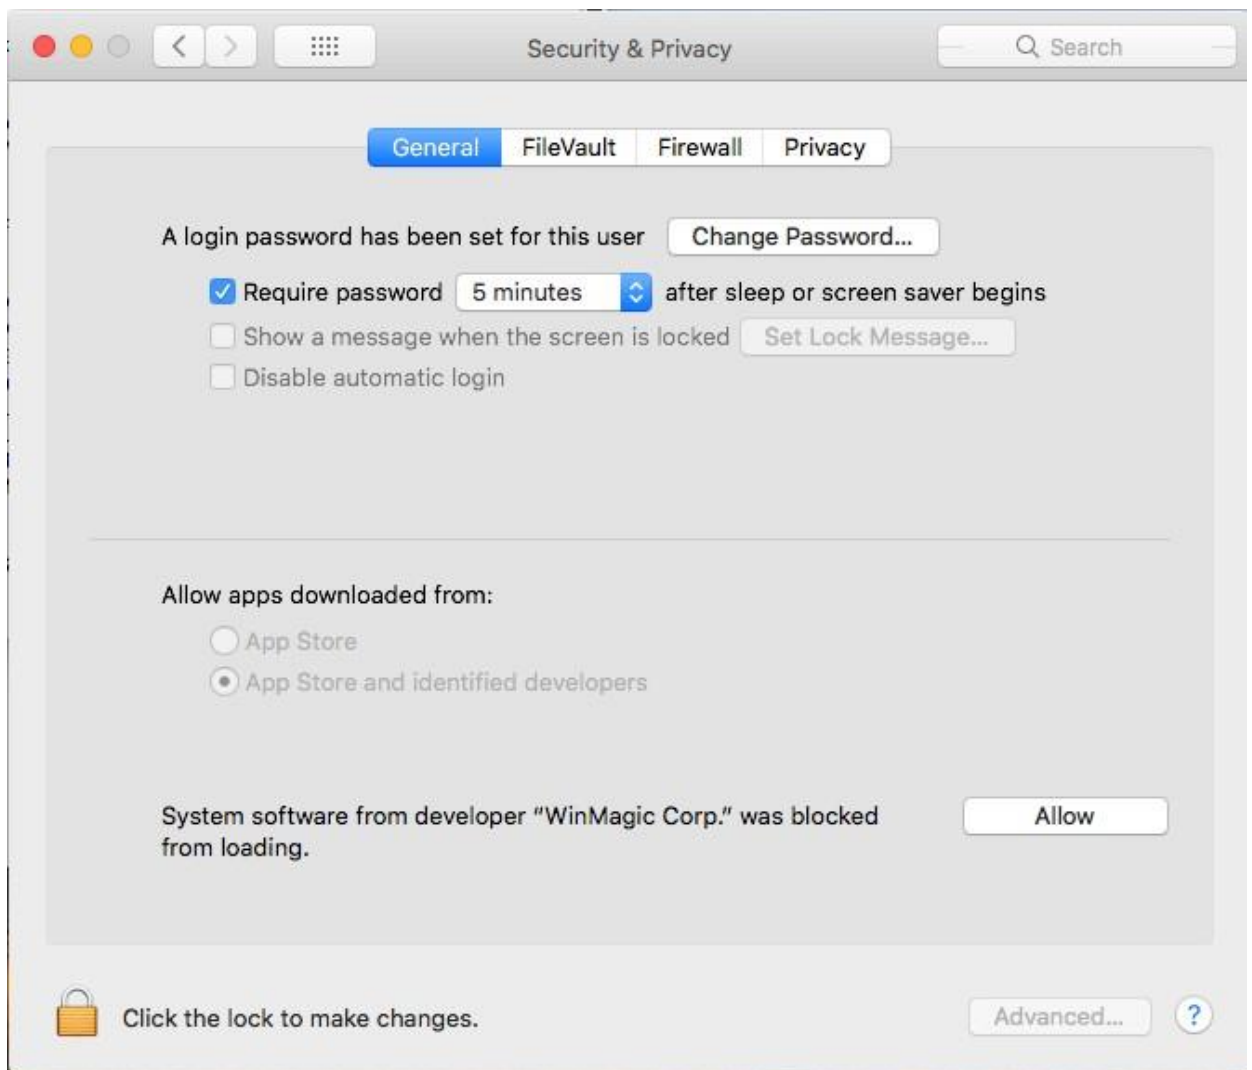 Security & Privacy
Search
General
FileVault
Firewall
Privacy
A login password has been set for this user
Change Password...
Require password
5 minutes
after sleep or screen saver begins
Show a message when the screen is locked
Set Lock Message...
Disable automatic login
Allow apps downloaded from:
App Store
App Store and identified developers
System software from developer “WinMagic Corp.” was blocked
from loading.
Allow
Click the lock to make changes.
Advanced...
?